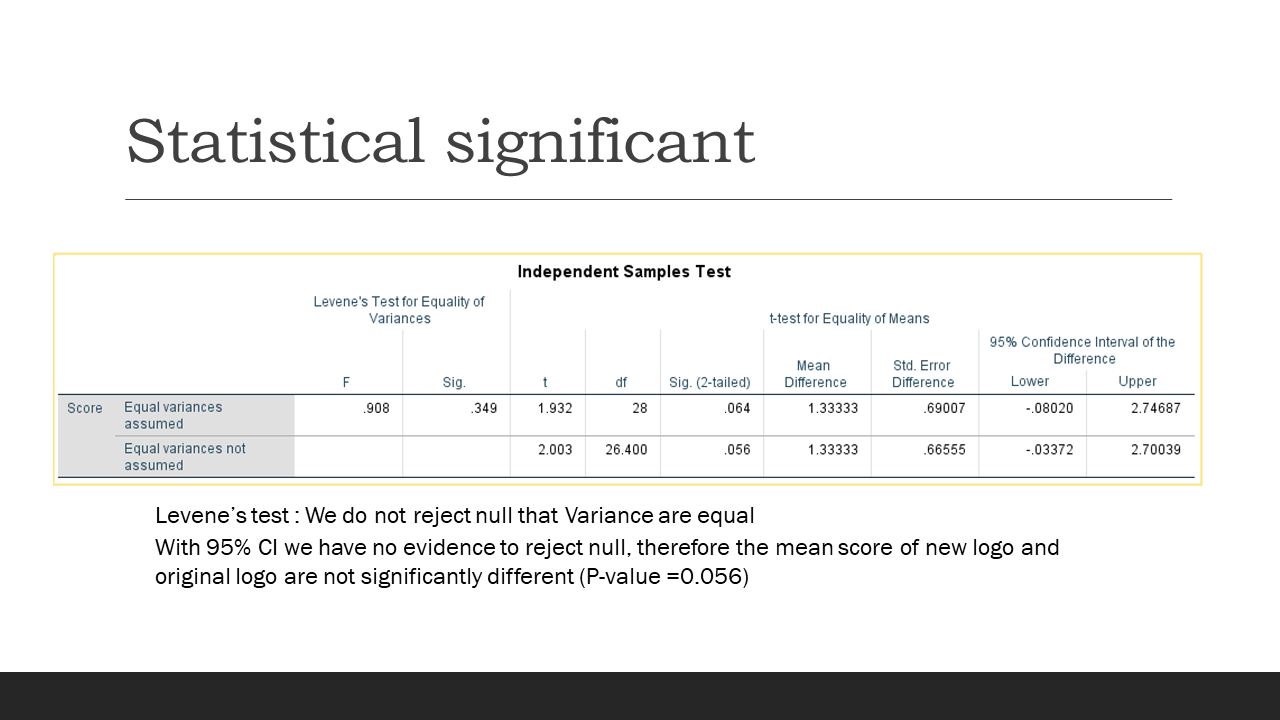 Statistical significant
Independent Samples Test
Levene's Test for Equality of
Variances
t-test for Equality of Means
F
Sig.
t
df
Sig. (2-tailed)
Mean
Difference
Std. Error
Difference
95% Confidence Interval of the
Difference
Lower
Upper
Score
Equal variances
assumed
.908
.349
1.932
28
.064
1.33333
.69007
-.08020
2.74687
Equal variances not
assumed
2.003
26.400
.056
1.33333
.66555
-.03372
2.70039
Levene’s test : We do not reject null that Variance are equal
With 95% CI we have no evidence to reject null, therefore the mean score of new logo and
original logo are not significantly different (P-value =0.056)